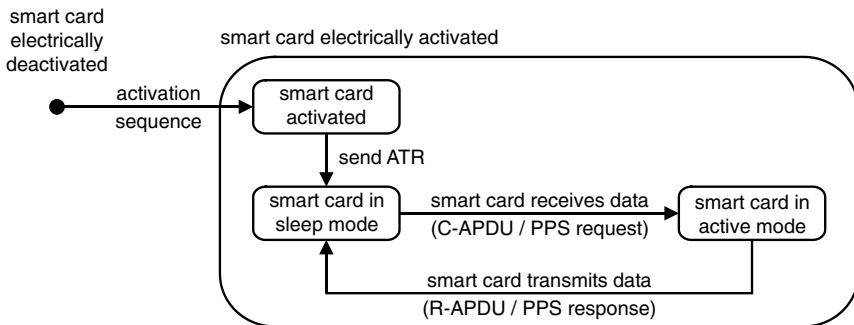 smart card
electrically
deactivated
smart card electrically activated
activation
sequence
smart card
activated
send ATR
smart card in
sleep mode
smart card receives data
(C-APDU / PPS request)
smart card in
active mode
smart card transmits data
(R-APDU / PPS response)